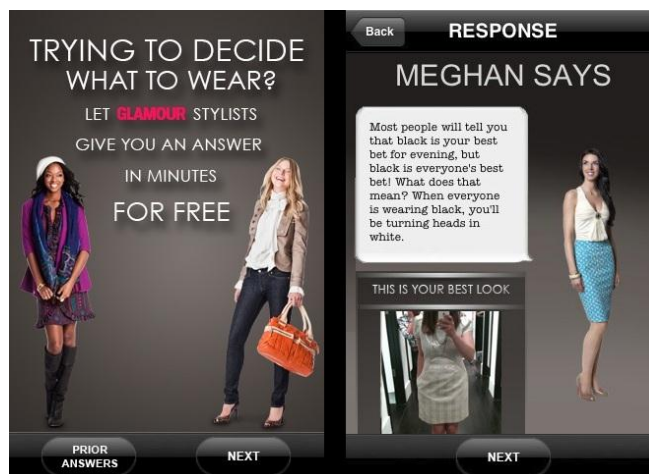 TRYING TO DECIDE
WHAT TO WEAR?
LET GLAMOUR STYLISTS
GIVE YOU AN ANSWER
IN MINUTES
FOR FREE
PRIOR
ANSWERS
NEXT
Back
RESPONSE
MEGHAN SAYS
Most people will tell you
that black is your best
bet for evening, but
black is everyone's best
bet! What does that
mean? When everyone
is wearing black, you'll
be turning heads in
white.
THIS IS YOUR BEST LOOK
NEXT